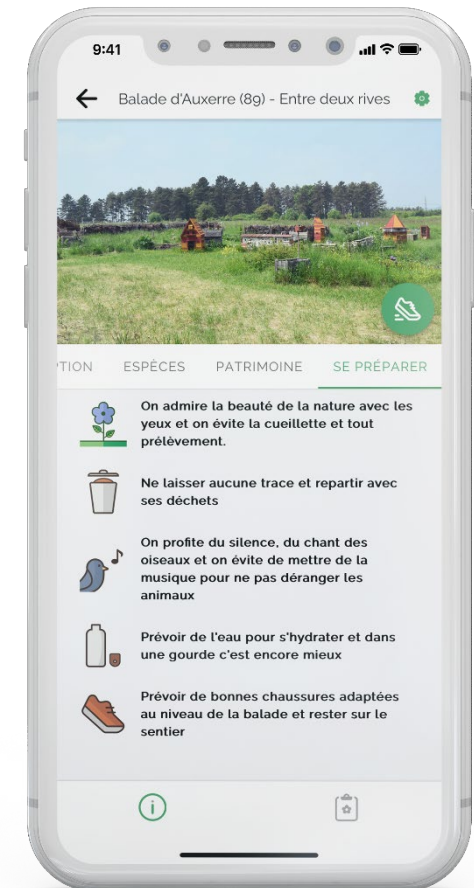 9:41
Balade d'Auxerre (89) - Entre deux rives
PTION ESPÉCES PATRIMOINE SE PRÉPARER
On admire la beauté de la nature avec les
yeux et on évite la cueillette et tout
prélèvement.
Ne laisser aucune trace et repartir avec
ses déchets
On profite du silence, du chant des
oiseaux et on évite de mettre de la
musique pour ne pas déranger les
animaux
Prévoir de l'eau pour s'hydrater et dans
une gourde c'est encore mieux
Prévoir de bonnes chaussures adaptées
au niveau de la balade et rester sur le
sentier